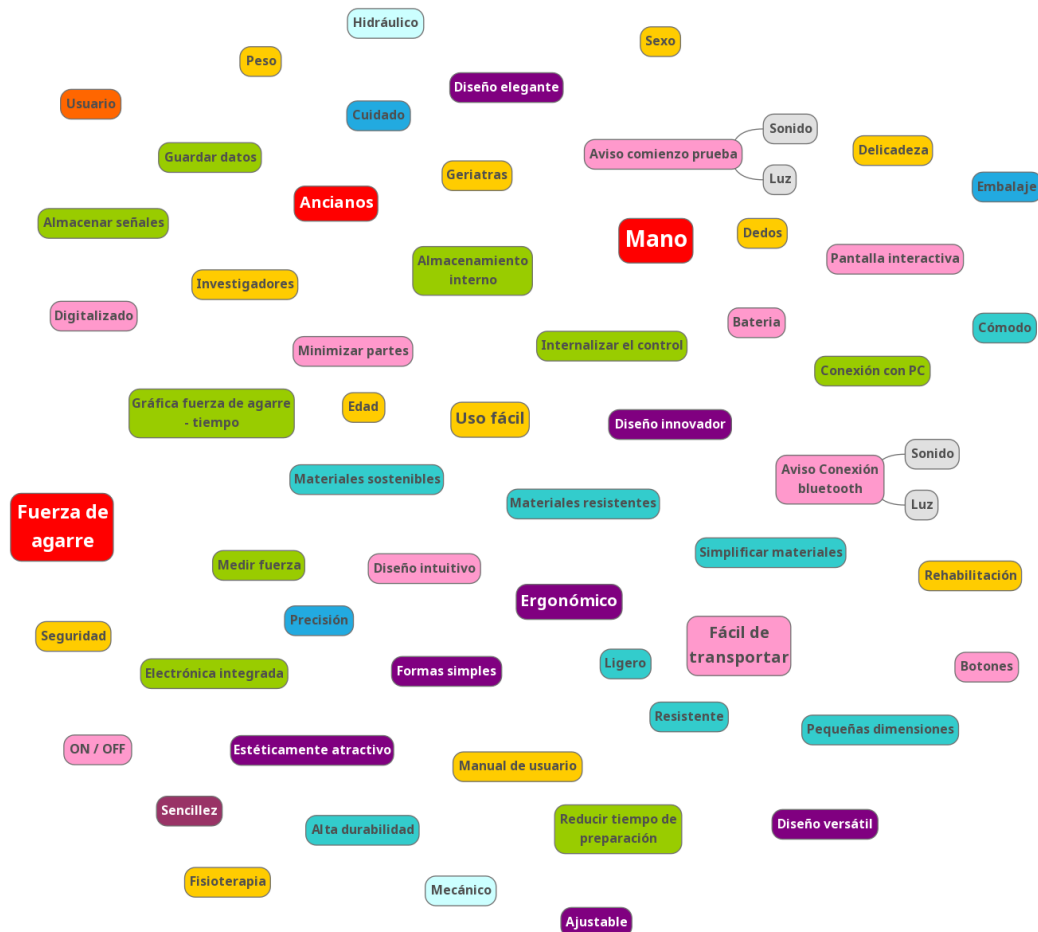 Hidráulico
Sexo
Peso
Diseño elegante
Usuario
Cuidado
Sonido
Aviso comienzo prueba
Luz
Delicadeza
Guardar datos
Geriatras
Embalaje
Ancianos
Almacenar señales
Mano
Dedos
Almacenamiento
interno
Pantalla interactiva
Investigadores
Digitalizado
Bateria
Cómodo
Minimizar partes
Internalizar el control
Conexión con PC
Gráfica fuerza de agarre
- tiempo
Edad
Uso fácil
Diseño innovador
Sonido
Aviso Conexión
bluetooth
Luz
Materiales sostenibles
Materiales resistentes
Fuerza de
agarre
Simplificar materiales
Medir fuerza
Diseño intuitivo
Rehabilitación
Ergonómico
Precisión
Seguridad
Fácil de
transportar
Electrónica integrada
Formas simples
Ligero
Botones
Resistente
Pequeñas dimensiones
ON / OFF
Estéticamente atractivo
Manual de usuario
Sencillez
Alta durabilidad
Reducir tiempo de
preparación
Diseño versátil
Fisioterapia
Mecánico
Ajustable